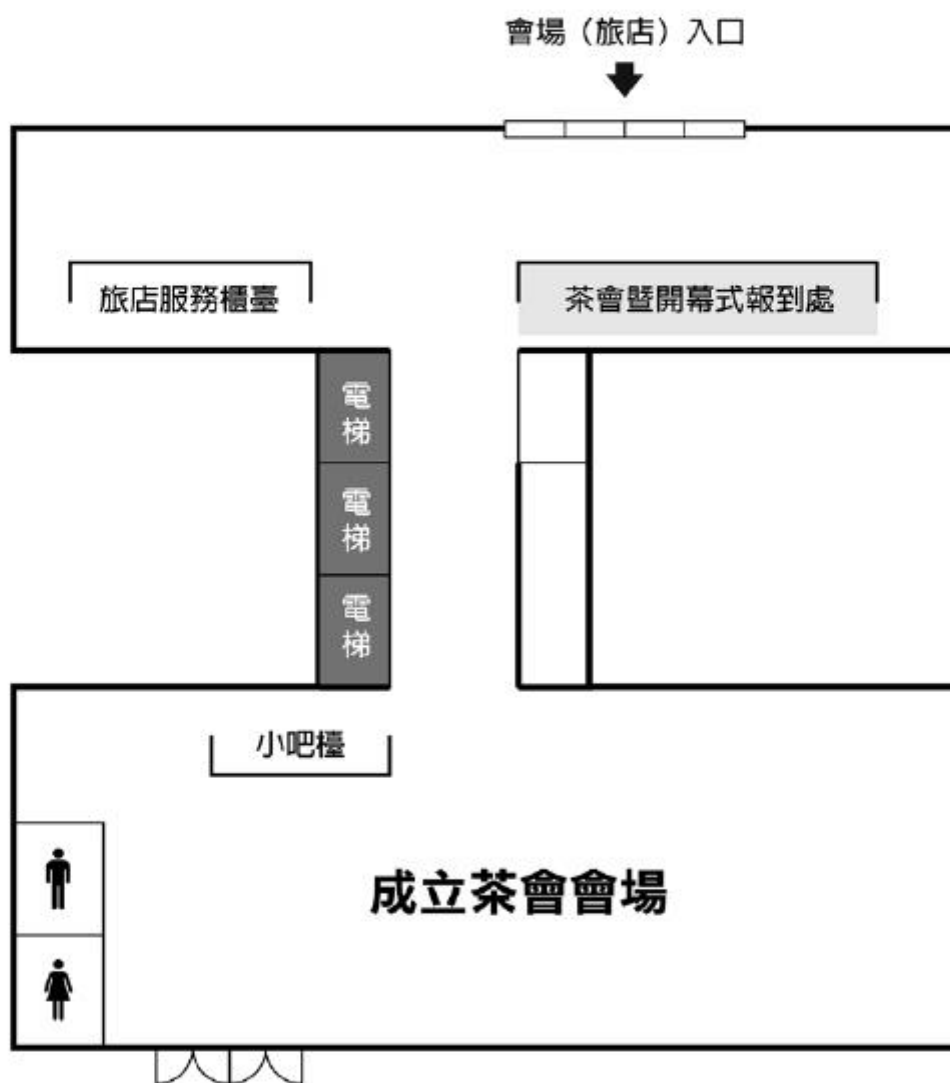 會場（旅店）入口
旅店服務櫃臺
茶會暨開幕式報到處
電梯
電梯
電梯
小吧檯
成立茶會會場